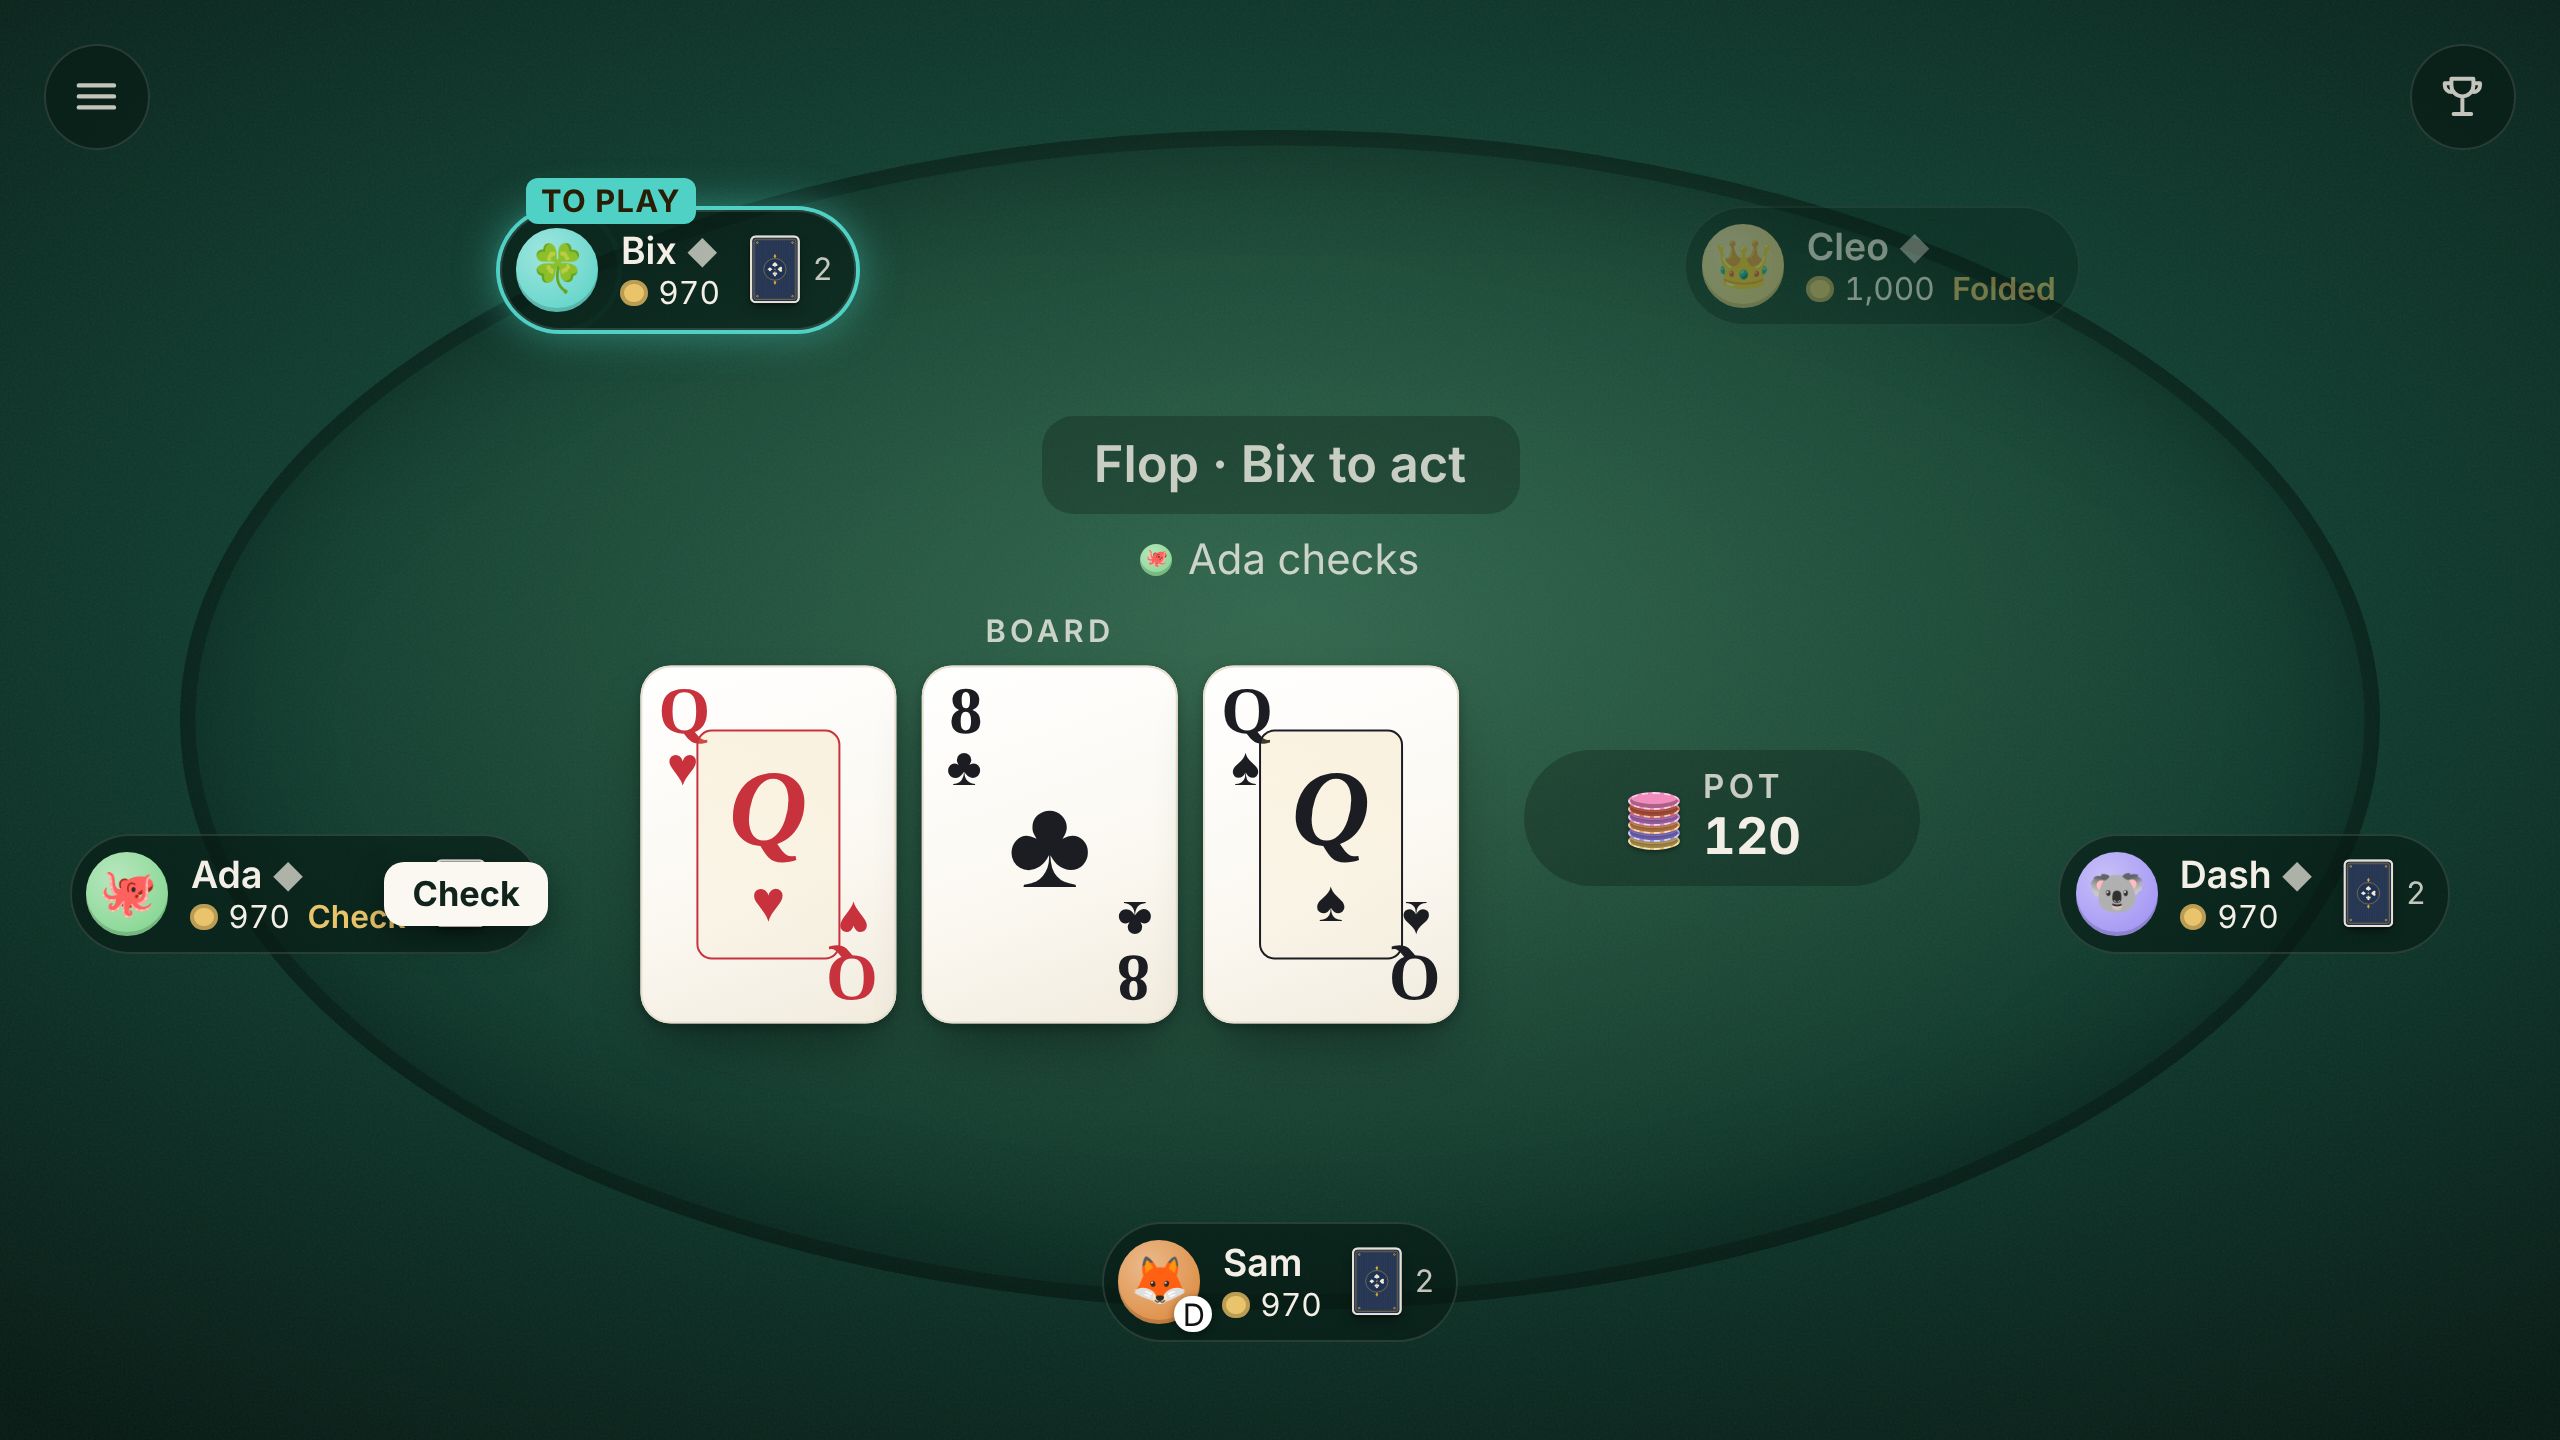 TO PLAY
Bix
970
2
Cleo
1,000 Folded
Flop · Bix to act
Ada checks
BOARD
Q
Q
Q
8
8
Q
Q
Q
POT
120
Ada
970 Check
Check
Dash
970
2
Sam
970
2
D